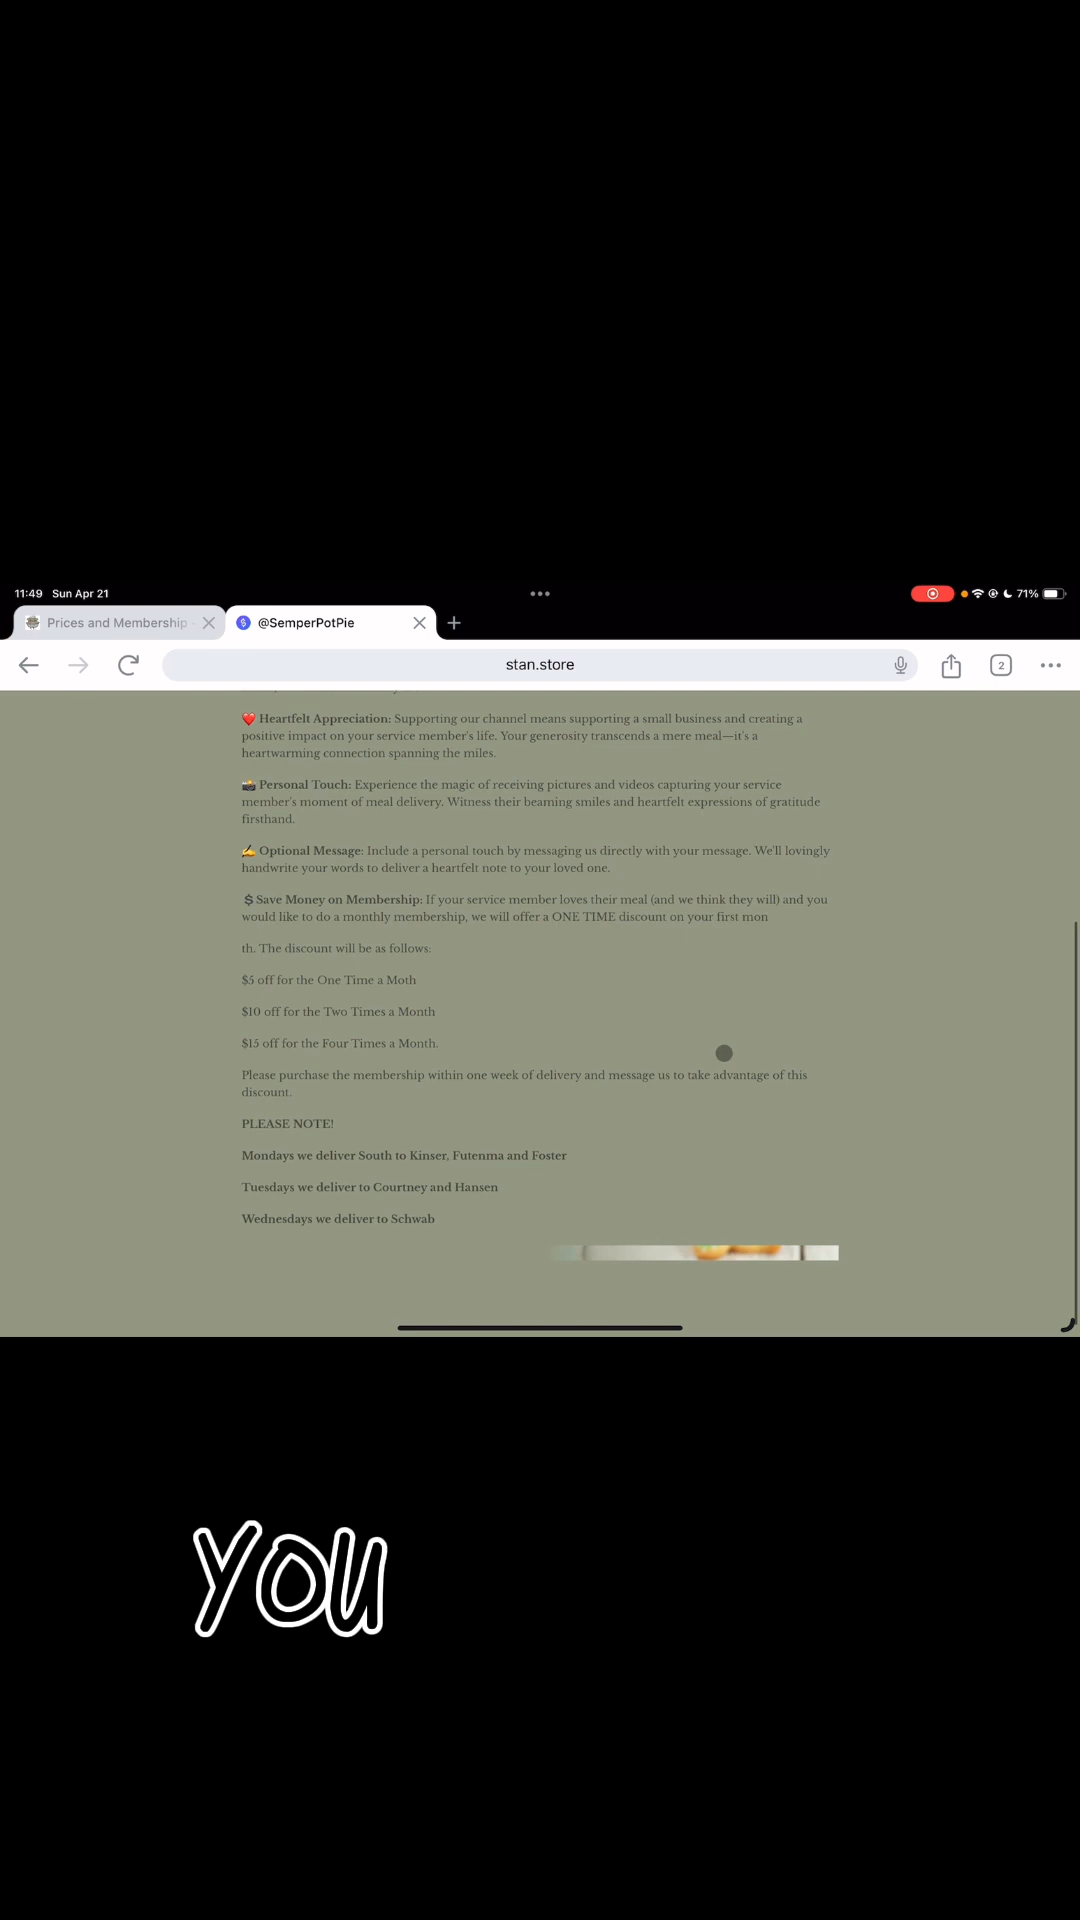 11:49 Sun Apr 21
71%
Prices and Membership
@SemperPotPie
stan.store
2
❤️ Heartfelt Appreciation: Supporting our channel means supporting a small business and creating a
positive impact on your service member's life. Your generosity transcends a mere meal—it's a
heartwarming connection spanning the miles.
📸 Personal Touch: Experience the magic of receiving pictures and videos capturing your service
member's moment of meal delivery. Witness their beaming smiles and heartfelt expressions of gratitude
firsthand.
✍️ Optional Message: Include a personal touch by messaging us directly with your message. We'll lovingly
handwrite your words to deliver a heartfelt note to your loved one.
💲Save Money on Membership: If your service member loves their meal (and we think they will) and you
would like to do a monthly membership, we will offer a ONE TIME discount on your first mon
th. The discount will be as follows:
$5 off for the One Time a Moth
$10 off for the Two Times a Month
$15 off for the Four Times a Month.
Please purchase the membership within one week of delivery and message us to take advantage of this
discount.
PLEASE NOTE!
Mondays we deliver South to Kinser, Futenma and Foster
Tuesdays we deliver to Courtney and Hansen
Wednesdays we deliver to Schwab
YOU